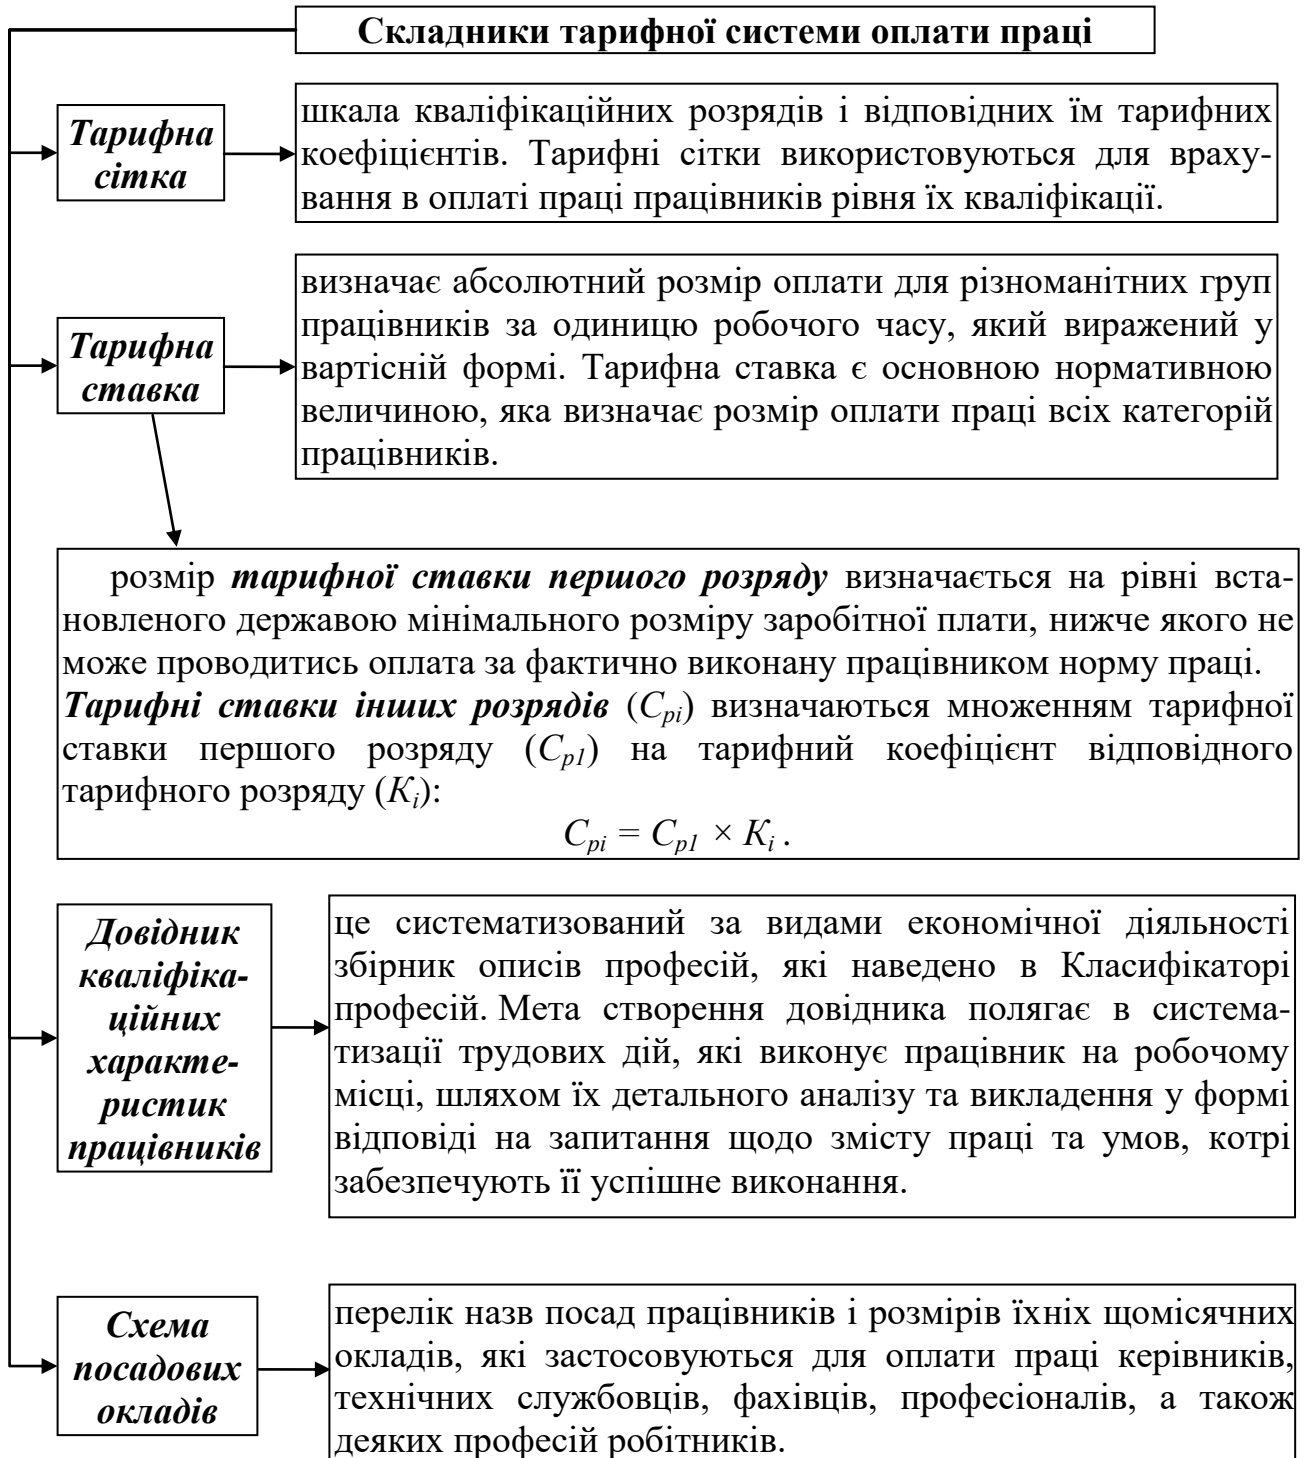 Складники тарифної системи оплати праці
Тарифна
сітка
шкала кваліфікаційних розрядів і відповідних їм тарифних
коефіцієнтів. Тарифні сітки використовуються для враху-
вання в оплаті праці працівників рівня їх кваліфікації.
Тарифна
ставка
визначає абсолютний розмір оплати для різноманітних груп
працівників за одиницю робочого часу, який виражений у
вартісній формі. Тарифна ставка є основною нормативною
величиною, яка визначає розмір оплати праці всіх категорій
працівників.
розмір тарифної ставки першого розряду визначається на рівні вста-
новленого державою мінімального розміру заробітної плати, нижче якого не
може проводитись оплата за фактично виконану працівником норму праці.
Тарифні ставки інших розрядів (Cpi) визначаються множенням тарифної
ставки першого розряду (Cp1) на тарифний коефіцієнт відповідного
тарифного розряду (Кi):
Cpi = Cp1 × Кi .
Довідник
кваліфіка-
ційних
характе-
ристик
працівників
це систематизований за видами економічної діяльності
збірник описів професій, які наведено в Класифікаторі
професій. Мета створення довідника полягає в система-
тизації трудових дій, які виконує працівник на робочому
місці, шляхом їх детального аналізу та викладення у формі
відповіді на запитання щодо змісту праці та умов, котрі
забезпечують її успішне виконання.
Схема
посадових
окладів
перелік назв посад працівників і розмірів їхніх щомісячних
окладів, які застосовуються для оплати праці керівників,
технічних службовців, фахівців, професіоналів, а також
деяких професій робітників.